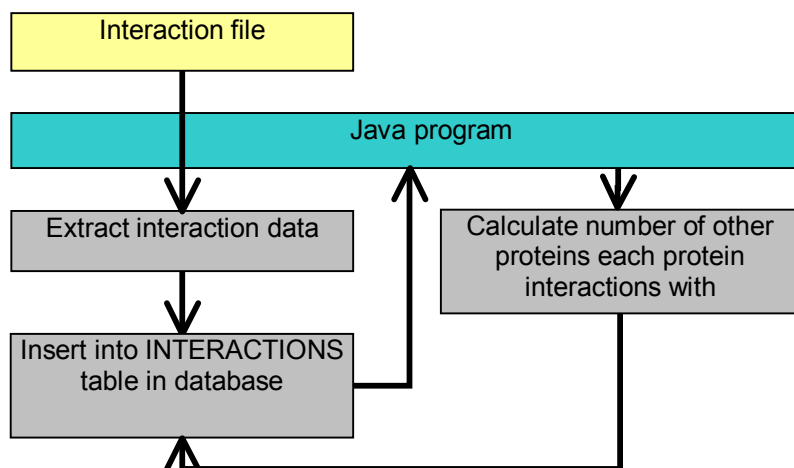 Interaction file
Java program
Extract interaction data
Calculate number of other
proteins each protein
interactions with
Insert into INTERACTIONS
table in database